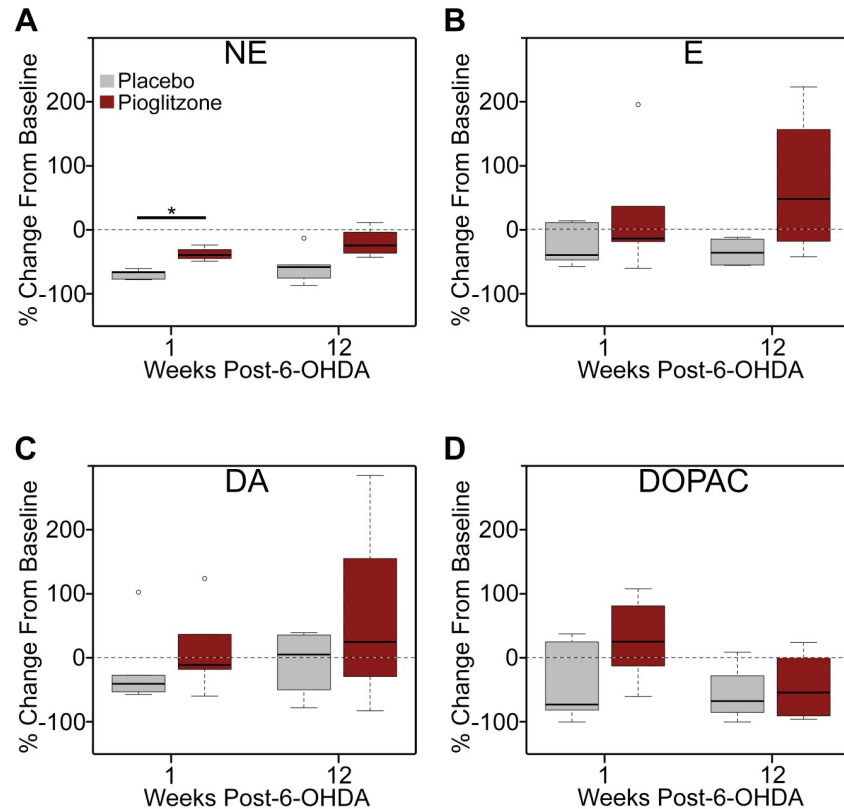 A
NE
Placebo
Pioglitzone
*
% Change From Baseline
200
100
0
-100
1
12
Weeks Post-6-OHDA
B
E
% Change From Baseline
200
100
0
-100
1
12
Weeks Post-6-OHDA
C
DA
% Change From Baseline
200
100
0
-100
1
12
Weeks Post-6-OHDA
D
DOPAC
% Change From Baseline
200
100
0
-100
1
12
Weeks Post-6-OHDA